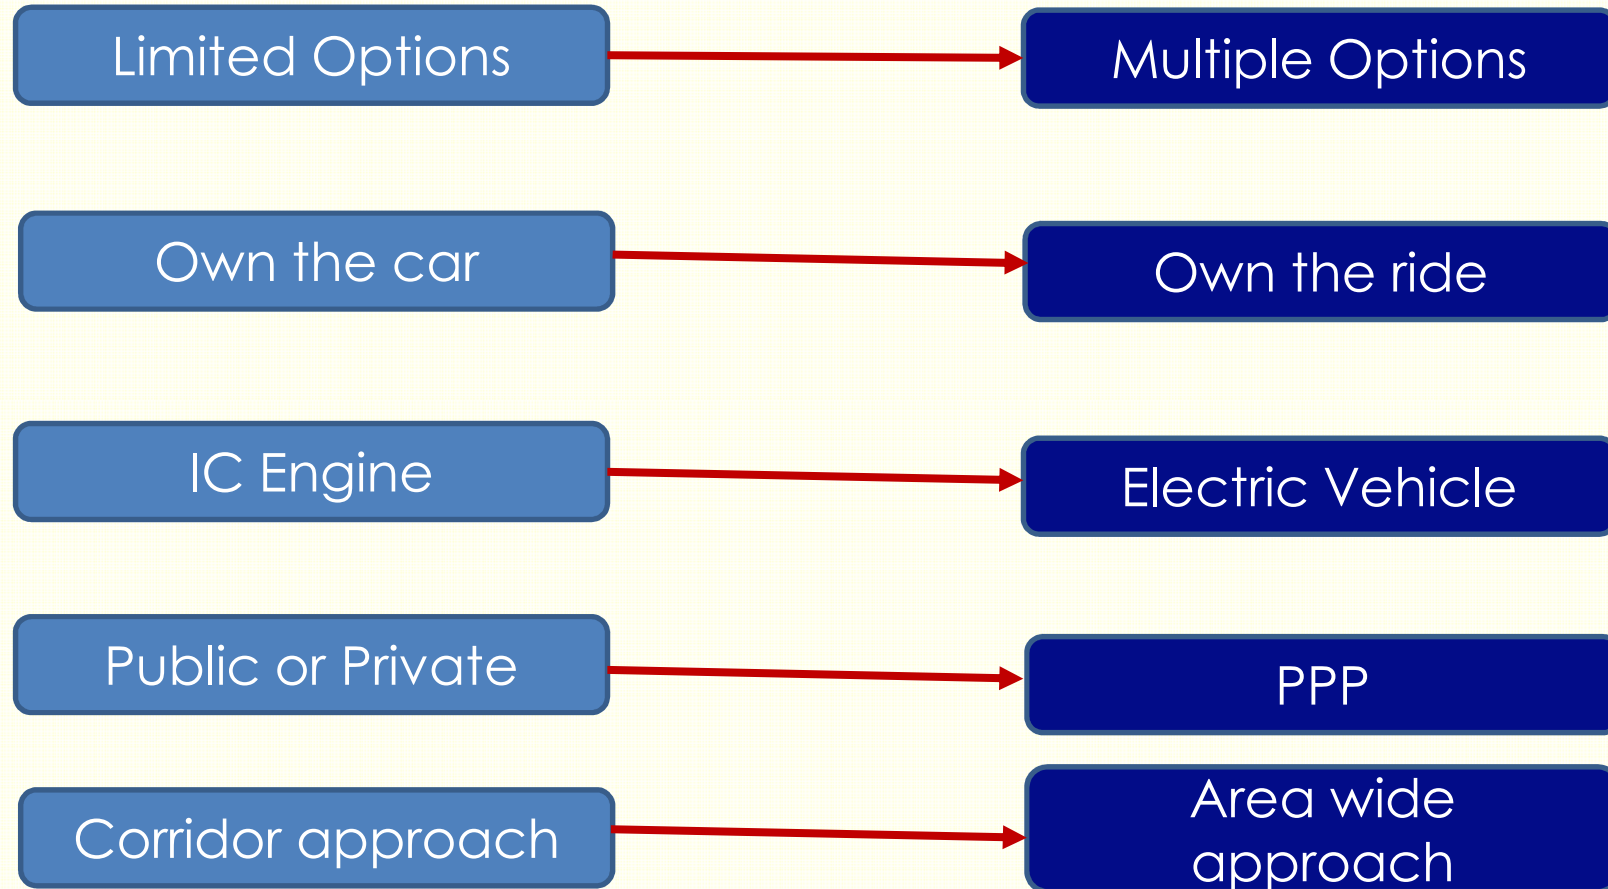 Limited Options
Multiple Options
Own the car
Own the ride
IC Engine
Electric Vehicle
Public or Private
PPP
Corridor approach
Area wide
approach